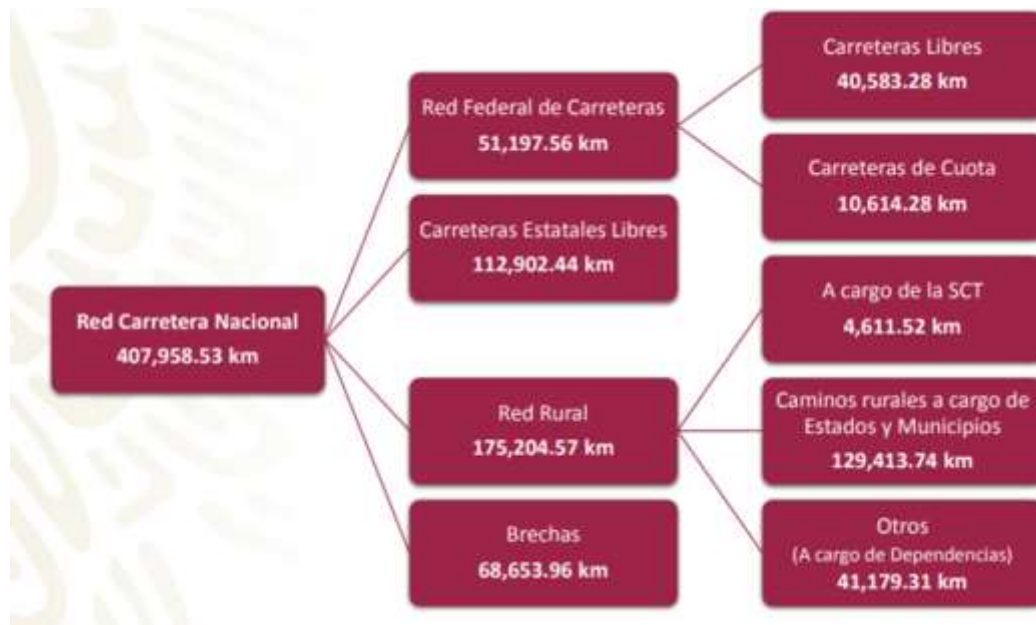 Red Carretera Nacional
407,958.53 km
Red Federal de Carreteras
51,197.56 km
Carreteras Libres
40,583.28 km
Carreteras de Cuota
10,614.28 km
Carreteras Estatales Libres
112,902.44 km
Red Rural
175,204.57 km
A cargo de la SCT
4,611.52 km
Caminos rurales a cargo de
Estados y Municipios
129,413.74 km
Otros
(A cargo de Dependencias)
41,179.31 km
Brechas
68,653.96 km